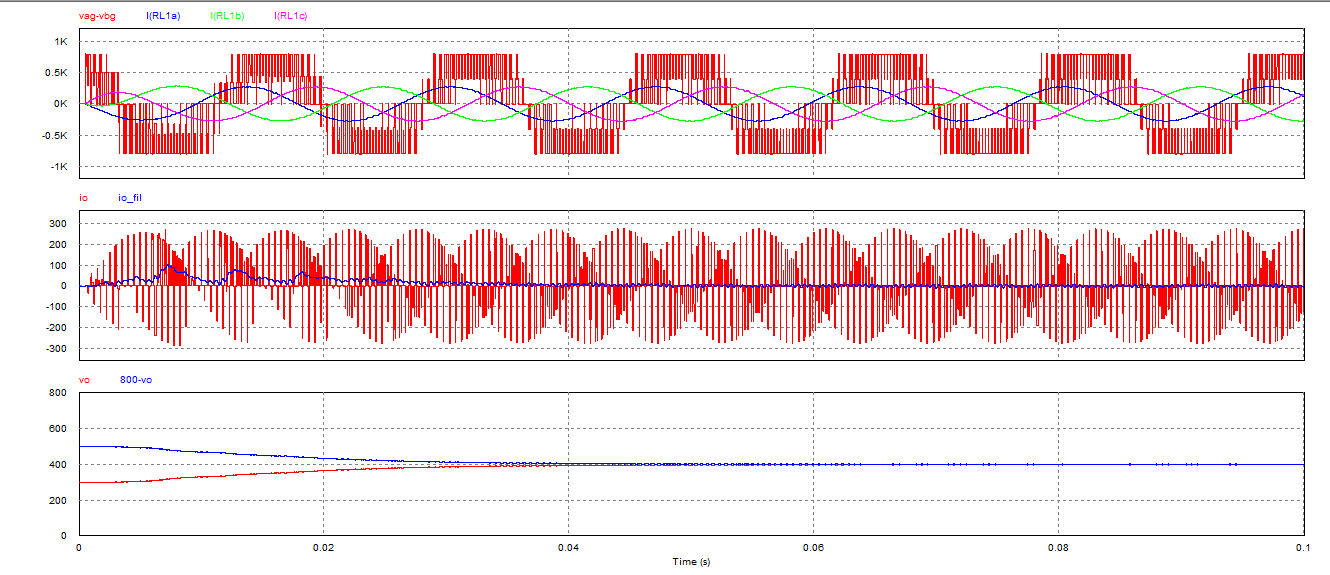 vag-vbg I(RL1a) I(RL1b) I(RL1c)
1K
0.5K
0K
-0.5K
-1K
io io_fil
300
200
100
0
-100
-200
-300
vo 800-vo
800
600
400
200
0
0 0.02 0.04 0.06 0.08 0.1
Time (s)